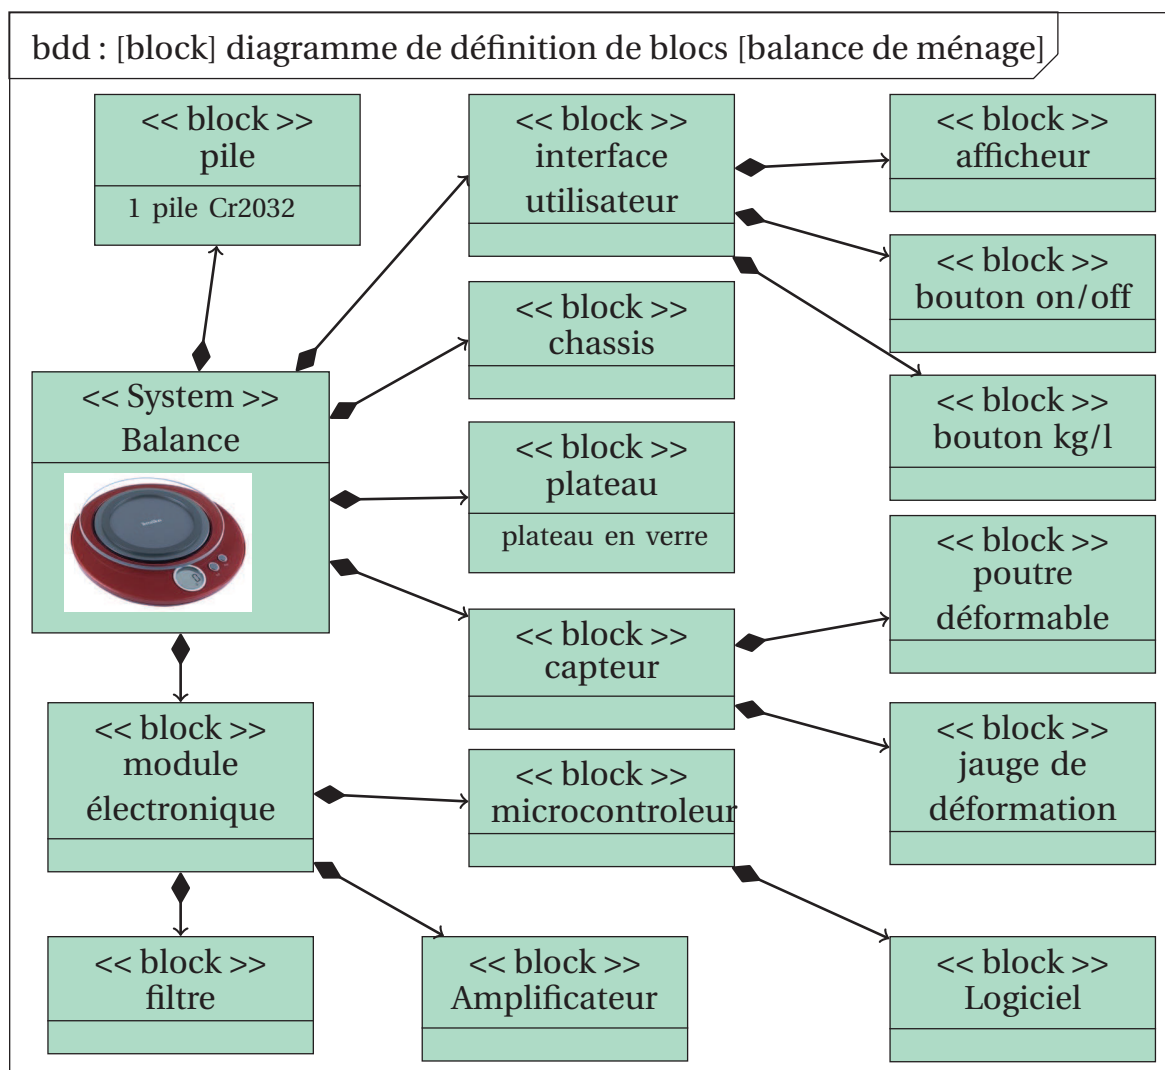 bdd : [block] diagramme de définition de blocs [balance de ménage]
<< block >>
pile
1 pile Cr2032
<< block >>
interface
utilisateur
<< block >>
afficheur
<< block >>
bouton on/off
<< block >>
chassis
<< System >>
Balance
<< block >>
bouton kg/l
<< block >>
plateau
plateau en verre
<< block >>
poutre
déformable
<< block >>
capteur
<< block >>
module
électronique
<< block >>
microcontroleur
<< block >>
jauge de
déformation
<< block >>
filtre
<< block >>
Amplificateur
<< block >>
Logiciel